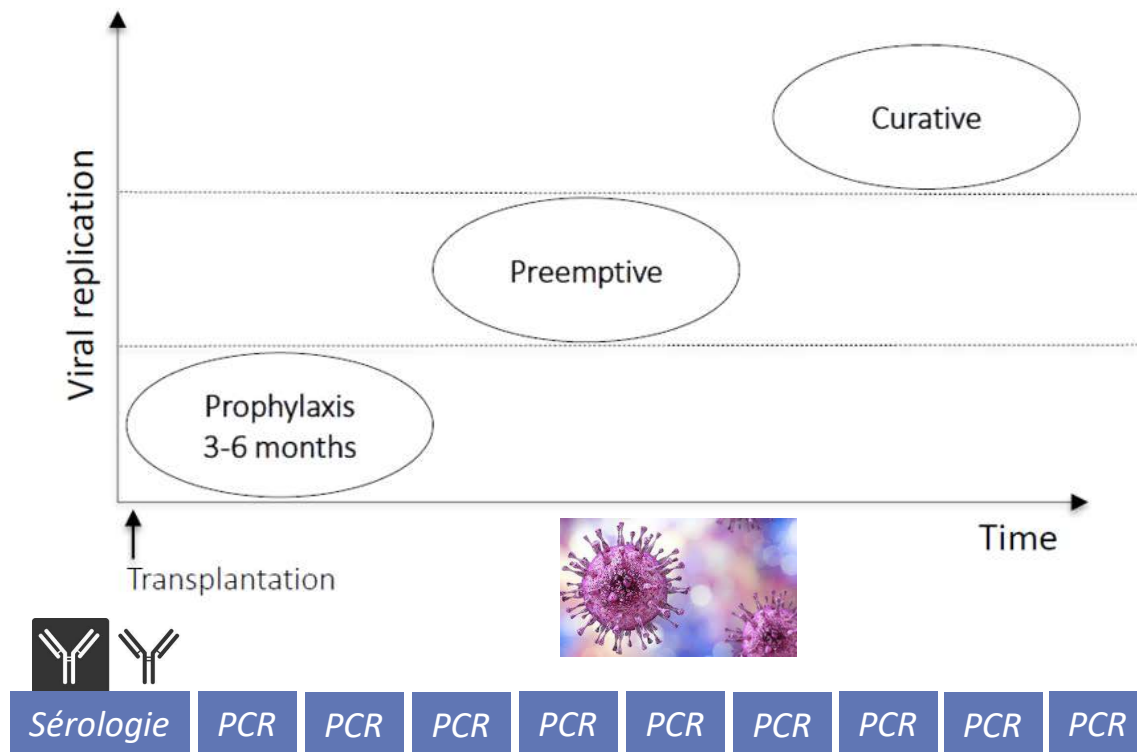 Viral replication
Curative
Preemptive
Prophylaxis
3-6 months
Time
Transplantation
Sérologie PCR PCR PCR PCR PCR PCR PCR PCR PCR